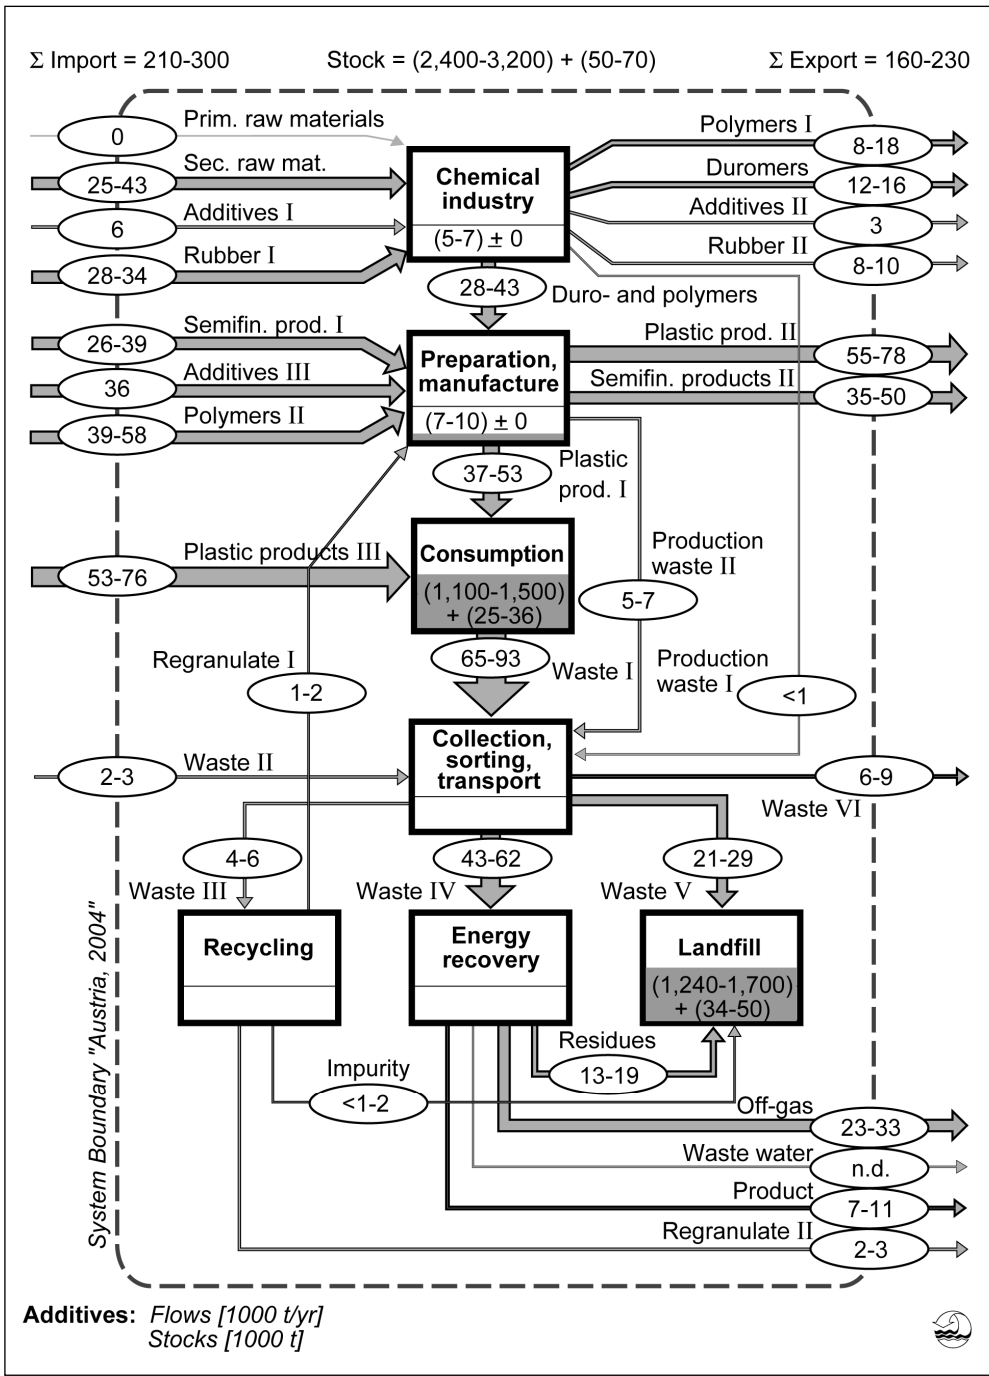 Σ Import = 210-300 Stock = (2,400-3,200) + (50-70) Σ Export = 160-230
0 Prim. raw materials
25-43 Sec. raw mat.
6 Additives I
28-34 Rubber I
Chemical
industry
(5-7) ± 0
Polymers I 8-18
Duromers 12-16
Additives II 3
Rubber II 8-10
28-43 Duro- and polymers
26-39 Semifin. prod. I
36 Additives III
39-58 Polymers II
Preparation,
manufacture
(7-10) ± 0
Plastic prod. II 55-78
Semifin. products II 35-50
37-53 Plastic
prod. I
53-76 Plastic products III
Consumption
(1,100-1,500)
+ (25-36)
Production
waste II
5-7
65-93 Waste I
Regranulate I
1-2
Production
waste I
<1
2-3 Waste II
Collection,
sorting,
transport
6-9
Waste VI
4-6
Waste III
43-62
Waste IV
21-29
Waste V
Recycling
Energy
recovery
Landfill
(1,240-1,700)
+ (34-50)
Residues
13-19
Impurity
<1-2
Off-gas 23-33
Waste water n.d.
Product 7-11
Regranulate II 2-3
System Boundary "Austria, 2004"
Additives: Flows [1000 t/yr]
Stocks [1000 t]